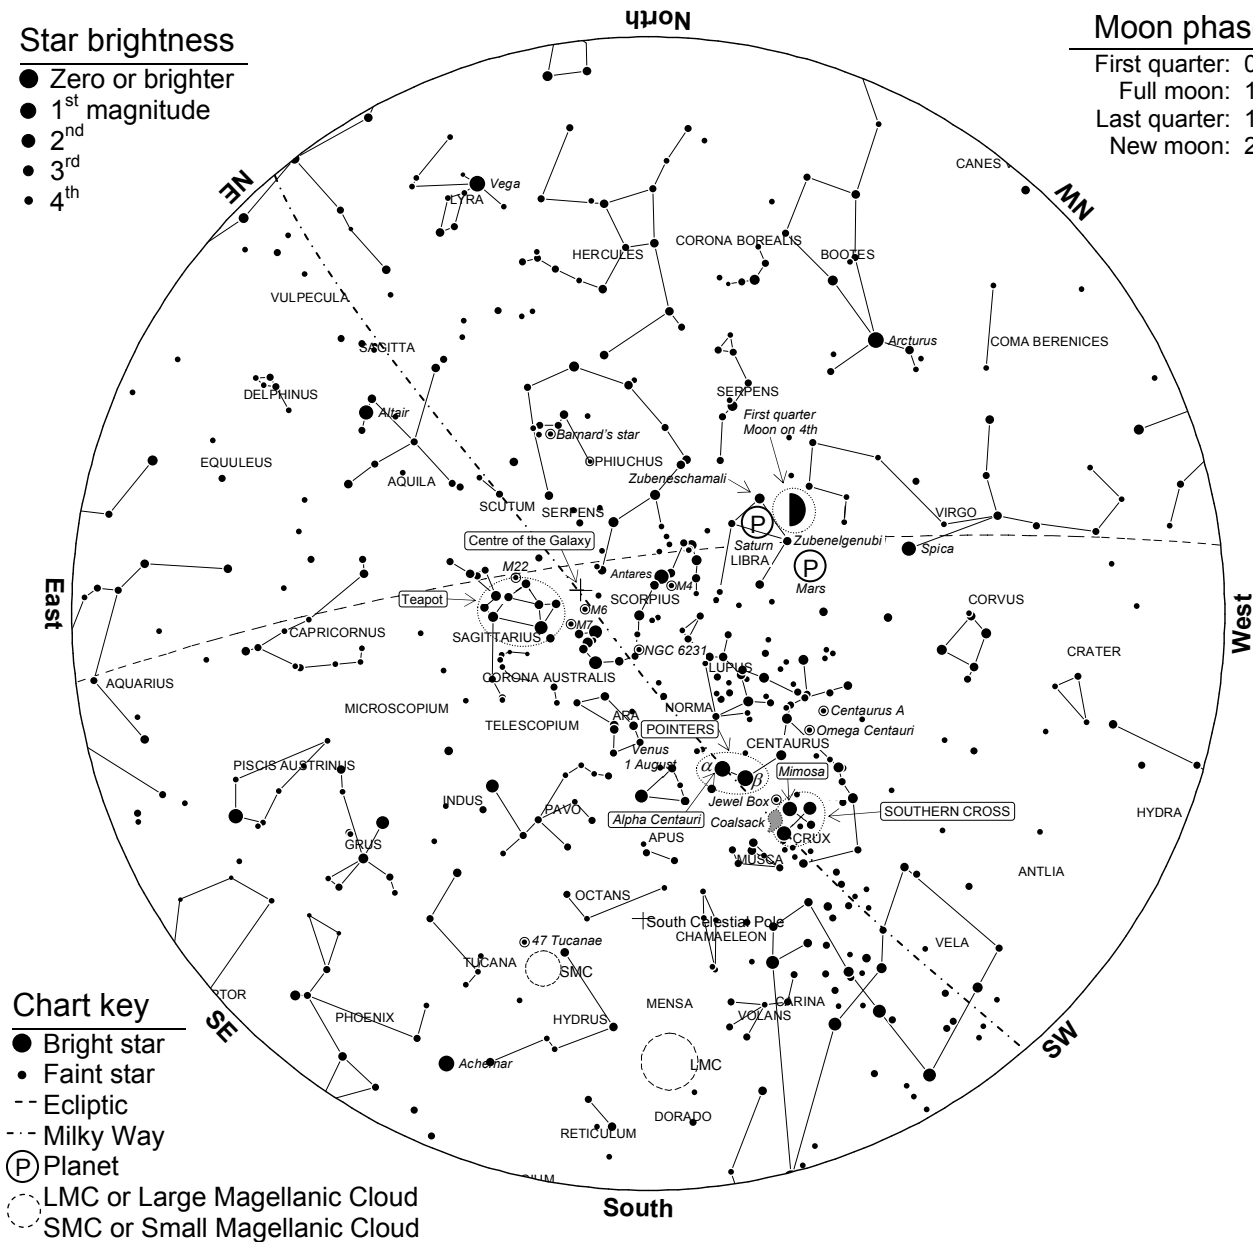 North
Star brightness
Zero or brighter
1st magnitude
2nd
3rd
4th
Moon phas
First quarter: 0
Full moon: 1
Last quarter: 1
New moon: 2
NE
NW
CANES
Vega
LYRA
HERCULES
CORONA BOREALIS
BOOTES
VULPECULA
SAGITTA
Arcturus
COMA BERENICES
DELPHINUS
Altair
SERPENS
First quarter
Moon on 4th
Barnard's star
EQUULEUS
OPHIUCHUS
Zubeneschamali
AQUILA
SCUTUM
SERPENS
VIRGO
Centre of the Galaxy
P
Saturn
LIBRA
Zubenelgenubi
Spica
M22
Antares
M4
P
Mars
East
Teapot
M6
SCORPIUS
CORVUS
West
M7
CAPRICORNUS
SAGITTARIUS
NGC 6231
CRATER
LUPUS
AQUARIUS
CORONA AUSTRALIS
MICROSCOPIUM
NORMA
Centaurus A
TELESCOPIUM
ARA
POINTERS
Omega Centauri
Venus
1 August
CENTAURUS
PISCIS AUSTRINUS
α
β
Mimosa
INDUS
PAVO
Jewel Box
SOUTHERN CROSS
HYDRA
Alpha Centauri
Coalsack
GRUS
APUS
CRUX
MUSCA
ANTLIA
OCTANS
South Celestial Pole
CHAMAELEON
47 Tucanae
VELA
TUCANA
SMC
PTOR
MENSA
CARINA
VOLANS
PHOENIX
HYDRUS
SE
SW
Achernar
LMC
DORADO
RETICULUM
IUM
South
Chart key
Bright star
Faint star
Ecliptic
Milky Way
P Planet
LMC or Large Magellanic Cloud
SMC or Small Magellanic Cloud